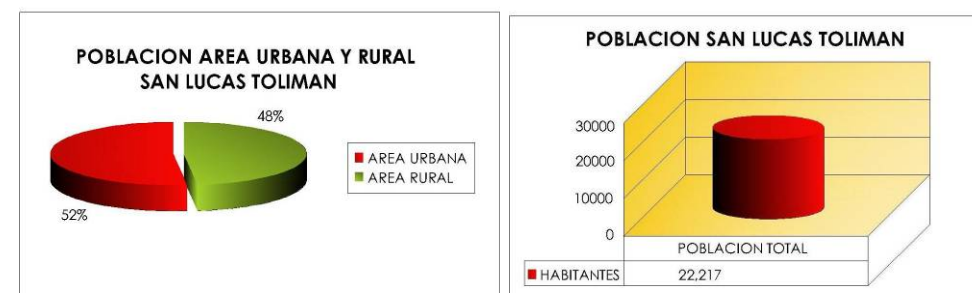 POBLACION AREA URBANA Y RURAL
SAN LUCAS TOLIMAN
48%
52%
AREA URBANA
AREA RURAL
POBLACION SAN LUCAS TOLIMAN
30000
20000
10000
0
POBLACION TOTAL
HABITANTES 22,217